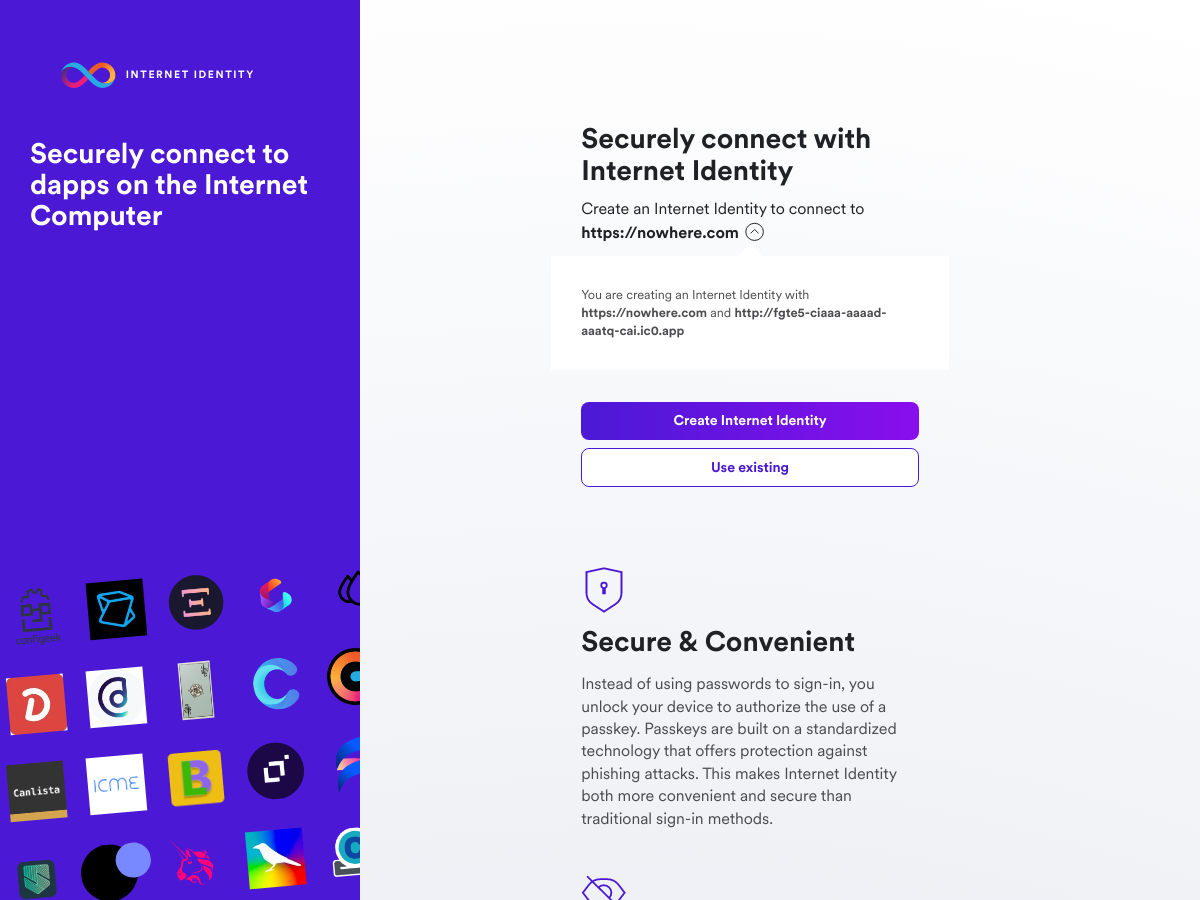 INTERNET IDENTITY
Securely connect to
dapps on the Internet
Computer
Canlista
ICME
Securely connect with
Internet Identity
Create an Internet Identity to connect to
https://nowhere.com
You are creating an Internet Identity with
https://nowhere.com and http://fgte5-ciaaa-aaaad-
aaatq-cai.ic0.app
Create Internet Identity
Use existing
Secure & Convenient
Instead of using passwords to sign-in, you
unlock your device to authorize the use of a
passkey. Passkeys are built on a standardized
technology that offers protection against
phishing attacks. This makes Internet Identity
both more convenient and secure than
traditional sign-in methods.